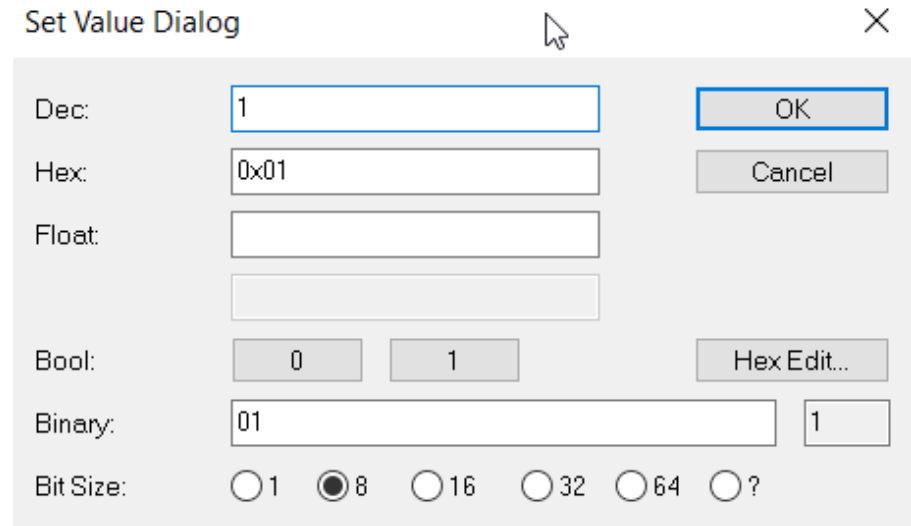 Set Value Dialog
Dec: 1 OK
Hex: 0x01 Cancel
Float:
Bool: 0 1 Hex Edit...
Binary: 01 1
Bit Size: 1 8 16 32 64 ?